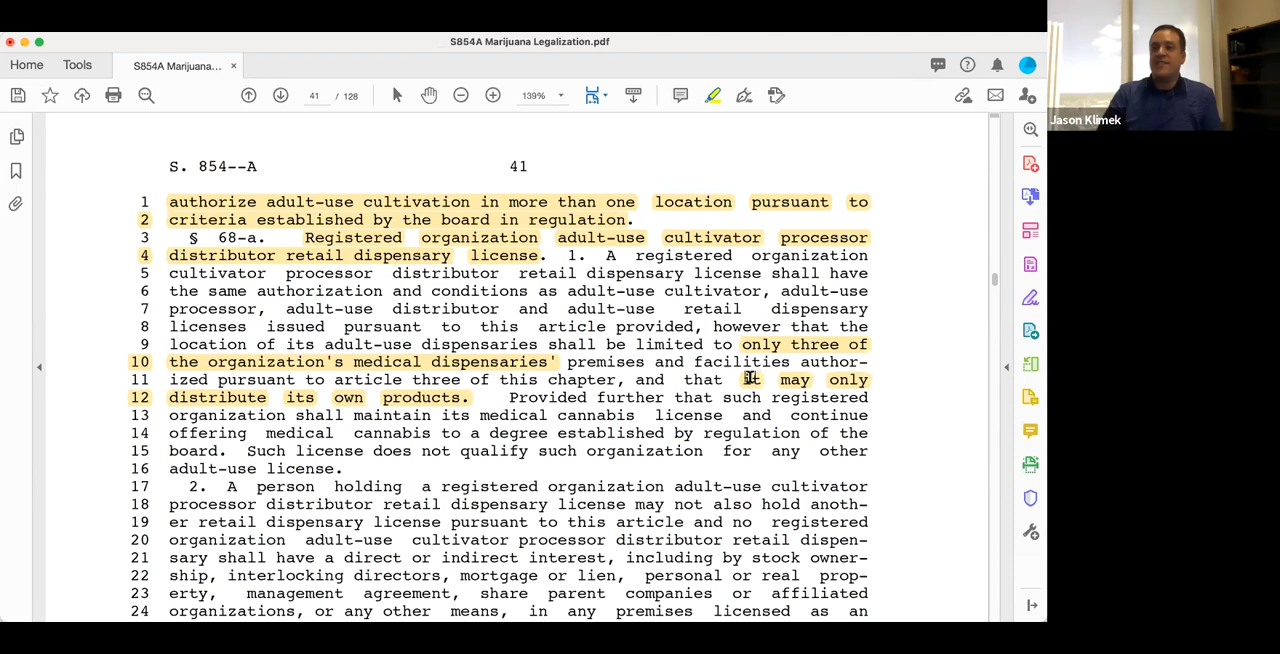 S854A Marijuana Legalization.pdf
Home Tools S854A Marijuana... ×
41 / 128 139%
Jason Klimek
S. 854--A 41
1 authorize adult-use cultivation in more than one location pursuant to
2 criteria established by the board in regulation.
3 § 68-a. Registered organization adult-use cultivator processor
4 distributor retail dispensary license. 1. A registered organization
5 cultivator processor distributor retail dispensary license shall have
6 the same authorization and conditions as adult-use cultivator, adult-use
7 processor, adult-use distributor and adult-use retail dispensary
8 licenses issued pursuant to this article provided, however that the
9 location of its adult-use dispensaries shall be limited to only three of
10 the organization's medical dispensaries' premises and facilities author-
11 ized pursuant to article three of this chapter, and that it may only
12 distribute its own products. Provided further that such registered
13 organization shall maintain its medical cannabis license and continue
14 offering medical cannabis to a degree established by regulation of the
15 board. Such license does not qualify such organization for any other
16 adult-use license.
17 2. A person holding a registered organization adult-use cultivator
18 processor distributor retail dispensary license may not also hold anoth-
19 er retail dispensary license pursuant to this article and no registered
20 organization adult-use cultivator processor distributor retail dispen-
21 sary shall have a direct or indirect interest, including by stock owner-
22 ship, interlocking directors, mortgage or lien, personal or real prop-
23 erty, management agreement, share parent companies or affiliated
24 organizations, or any other means, in any premises licensed as an